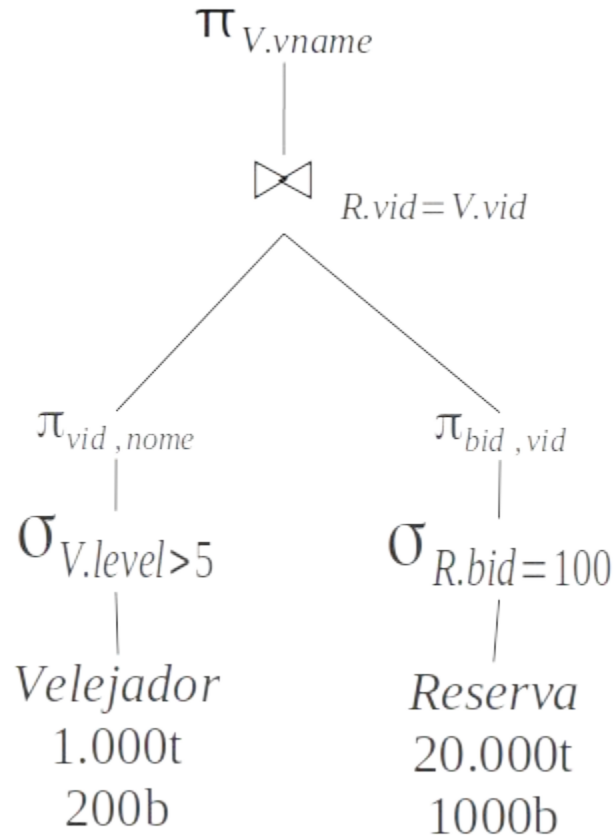 π V.vname
⋈ R.vid=V.vid
π vid ,nome
π bid ,vid
σ V.level>5
σ R.bid=100
Velejador
1.000t
200b
Reserva
20.000t
1000b